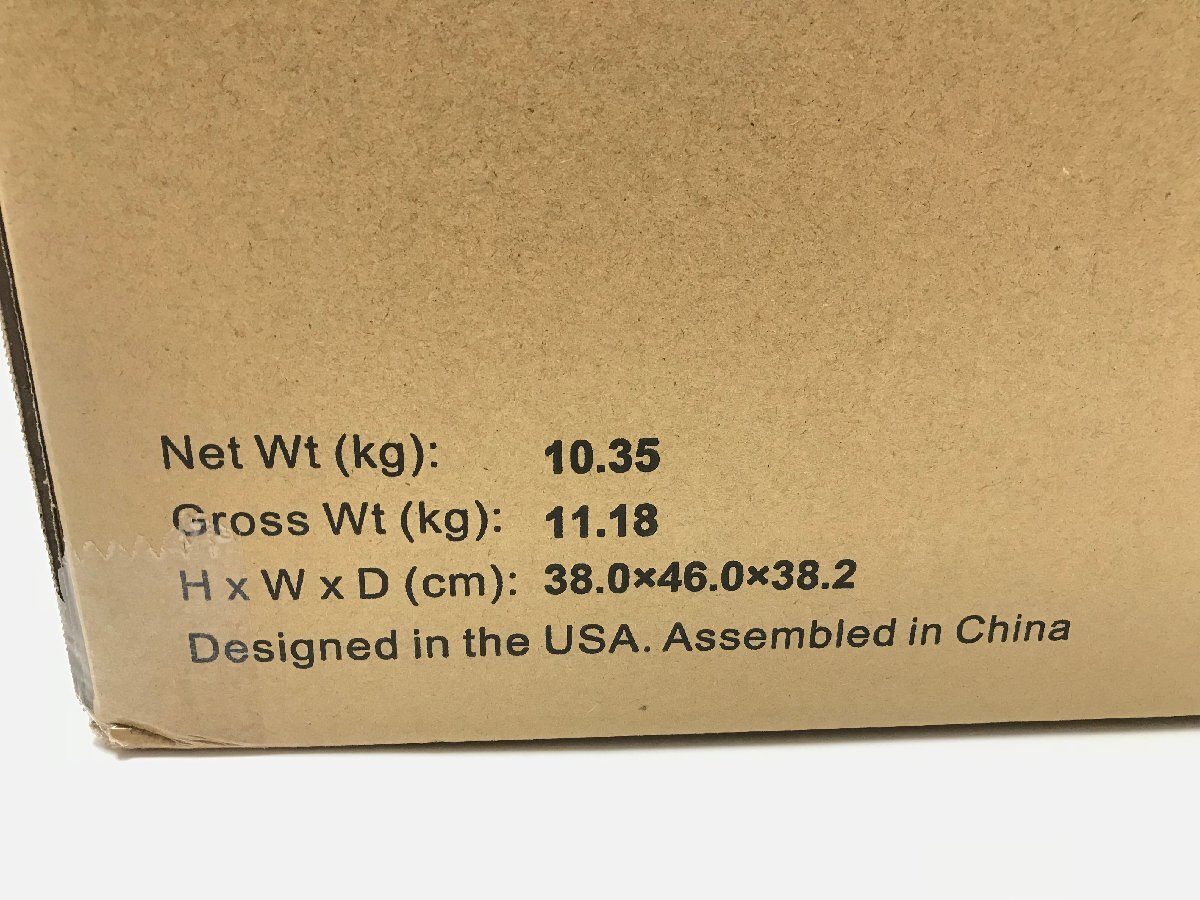 Net Wt (kg): 10.35
Gross Wt (kg): 11.18
H x W x D (cm): 38.0×46.0×38.2
Designed in the USA. Assembled in China